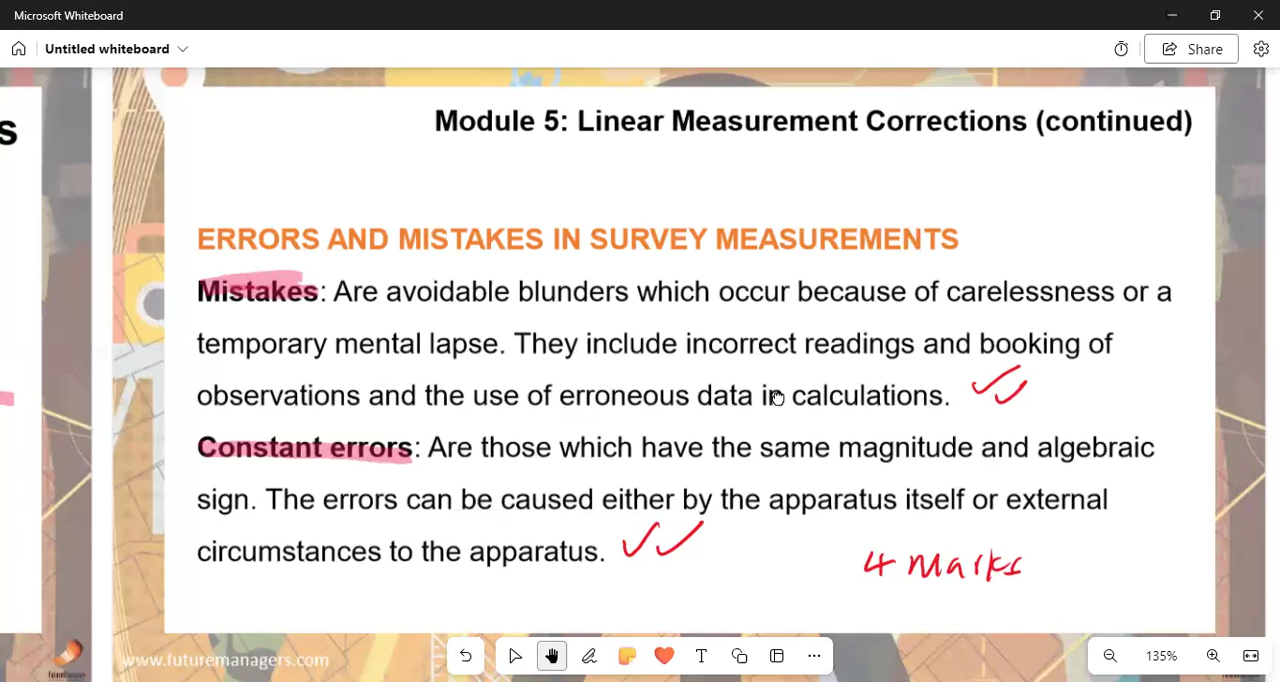 Microsoft Whiteboard
Untitled whiteboard
Share
s
Module 5: Linear Measurement Corrections (continued)
ERRORS AND MISTAKES IN SURVEY MEASUREMENTS
Mistakes: Are avoidable blunders which occur because of carelessness or a
temporary mental lapse. They include incorrect readings and booking of
observations and the use of erroneous data in calculations.
Constant errors: Are those which have the same magnitude and algebraic
sign. The errors can be caused either by the apparatus itself or external
circumstances to the apparatus.
4 Marks
www.futuremanagers.com
T
135%